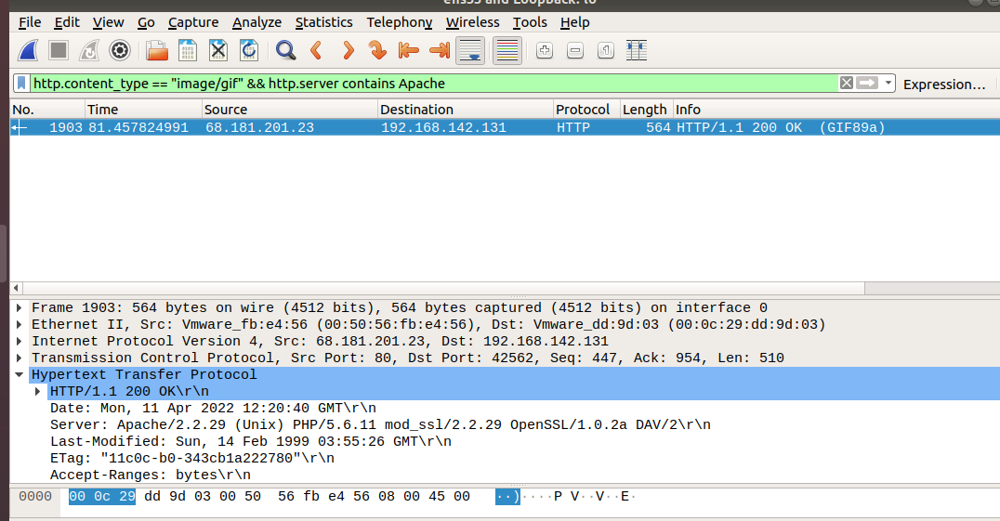 File Edit View Go Capture Analyze Statistics Telephony Wireless Tools Help
http.content_type == "image/gif" && http.server contains Apache Expression…
No. Time Source Destination Protocol Length Info
1903 81.457824991 68.181.201.23 192.168.142.131 HTTP 564 HTTP/1.1 200 OK (GIF89a)
Frame 1903: 564 bytes on wire (4512 bits), 564 bytes captured (4512 bits) on interface 0
Ethernet II, Src: Vmware_fb:e4:56 (00:50:56:fb:e4:56), Dst: Vmware_dd:9d:03 (00:0c:29:dd:9d:03)
Internet Protocol Version 4, Src: 68.181.201.23, Dst: 192.168.142.131
Transmission Control Protocol, Src Port: 80, Dst Port: 42562, Seq: 447, Ack: 954, Len: 510
Hypertext Transfer Protocol
HTTP/1.1 200 OK\r\n
Date: Mon, 11 Apr 2022 12:20:40 GMT\r\n
Server: Apache/2.2.29 (Unix) PHP/5.6.11 mod_ssl/2.2.29 OpenSSL/1.0.2a DAV/2\r\n
Last-Modified: Sun, 14 Feb 1999 03:55:26 GMT\r\n
ETag: "11c0c-b0-343cb1a222780"\r\n
Accept-Ranges: bytes\r\n
0000 00 0c 29 dd 9d 03 00 50 56 fb e4 56 08 00 45 00 ··)····P V··V··E·